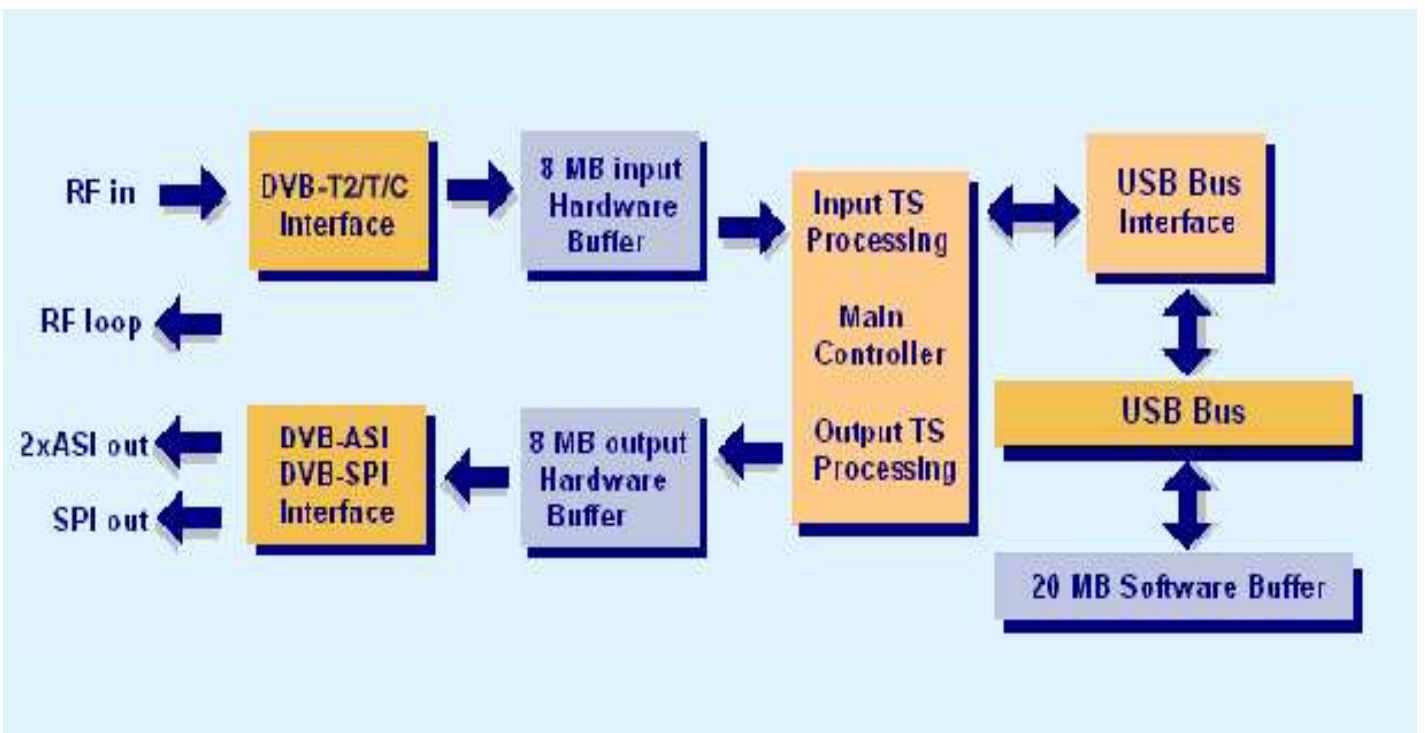 RF in
DVB-T2/T/C
Interface
8 MB input
Hardware
Buffer
Input TS
Processing
Main
Controller
Output TS
Processing
USB Bus
Interface
RF loop
USB Bus
2xASI out
SPI out
DVB-ASI
DVB-SPI
Interface
8 MB output
Hardware
Buffer
20 MB Software Buffer